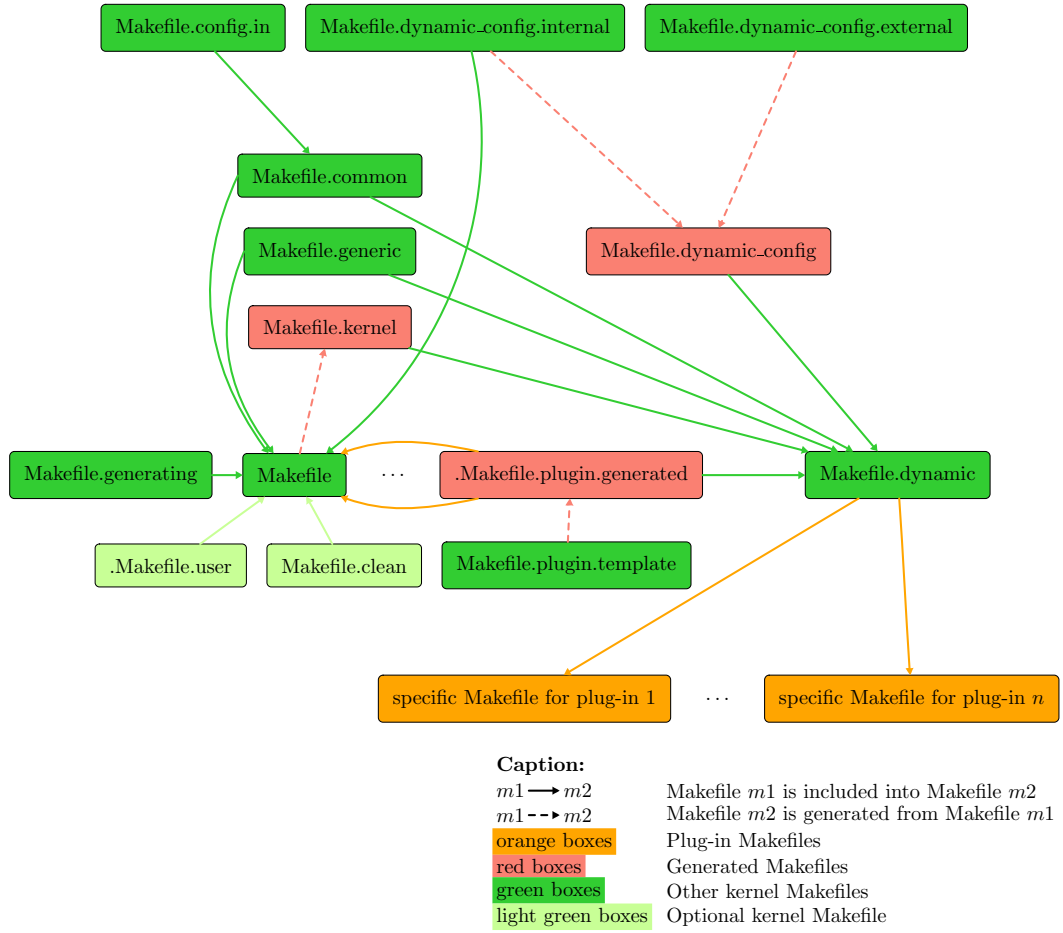 Makefile.config.in
Makefile.dynamic_config.internal
Makefile.dynamic_config.external
Makefile.common
Makefile.generic
Makefile.dynamic_config
Makefile.kernel
Makefile.generating
Makefile
...
.Makefile.plugin.generated
Makefile.dynamic
.Makefile.user
Makefile.clean
Makefile.plugin.template
specific Makefile for plug-in 1
...
specific Makefile for plug-in n
Caption:
m1 m2 Makefile m1 is included into Makefile m2
m1 m2 Makefile m2 is generated from Makefile m1
orange boxes Plug-in Makefiles
red boxes Generated Makefiles
green boxes Other kernel Makefiles
light green boxes Optional kernel Makefile